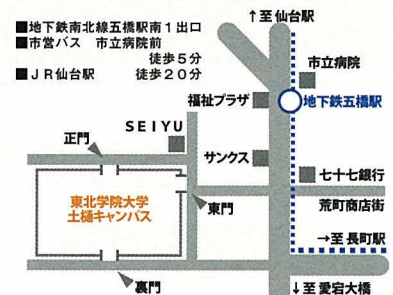 ↑至仙台駅
■地下鉄南北線五橋駅南1出口
■市営バス 市立病院前
徒歩5分
■JR仙台駅 徒歩20分
市立病院
福祉プラザ
地下鉄五橋駅
SEIYU
正門
サンクス
七十七銀行
東北学院大学
土樋キャンパス
東門
荒町商店街
→至長町駅
裏門
↓至愛宕大橋